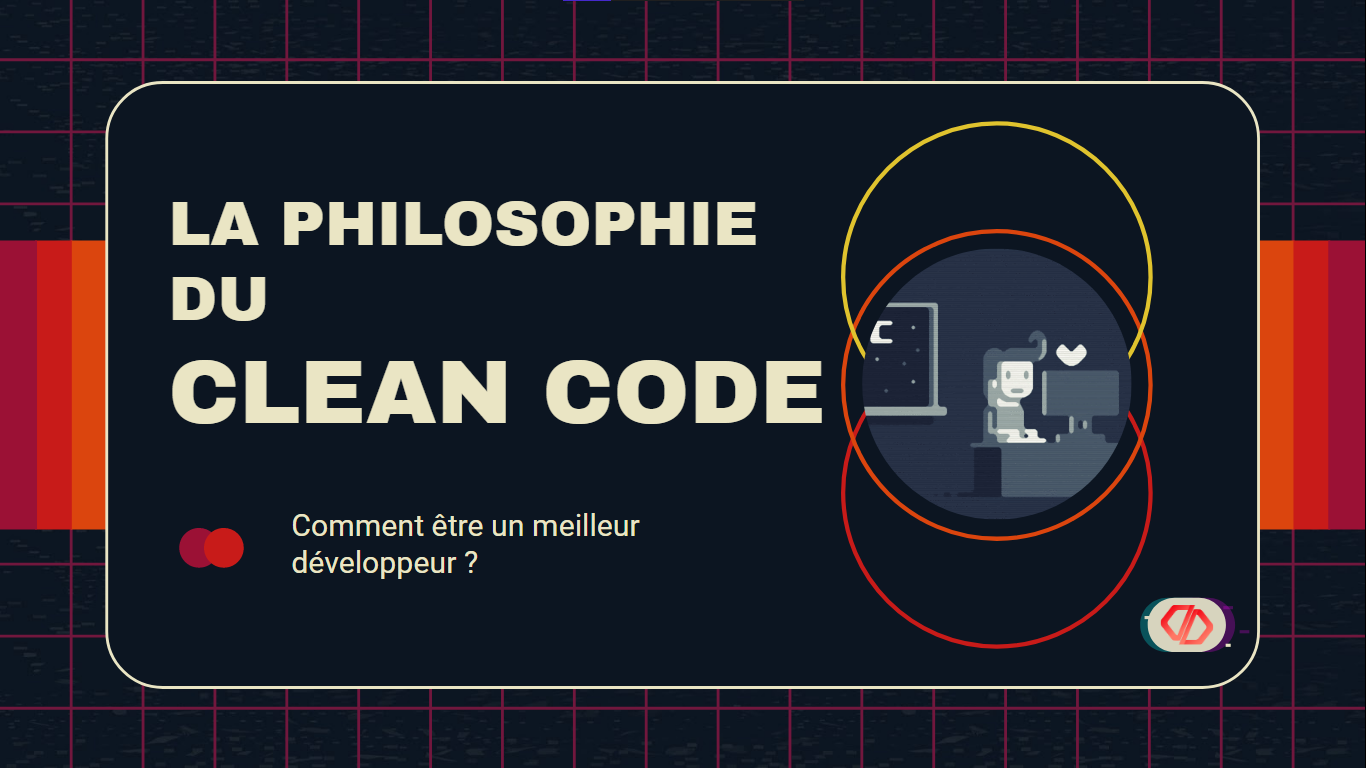 LA PHILOSOPHIE
DU
CLEAN CODE
Comment être un meilleur
développeur ?